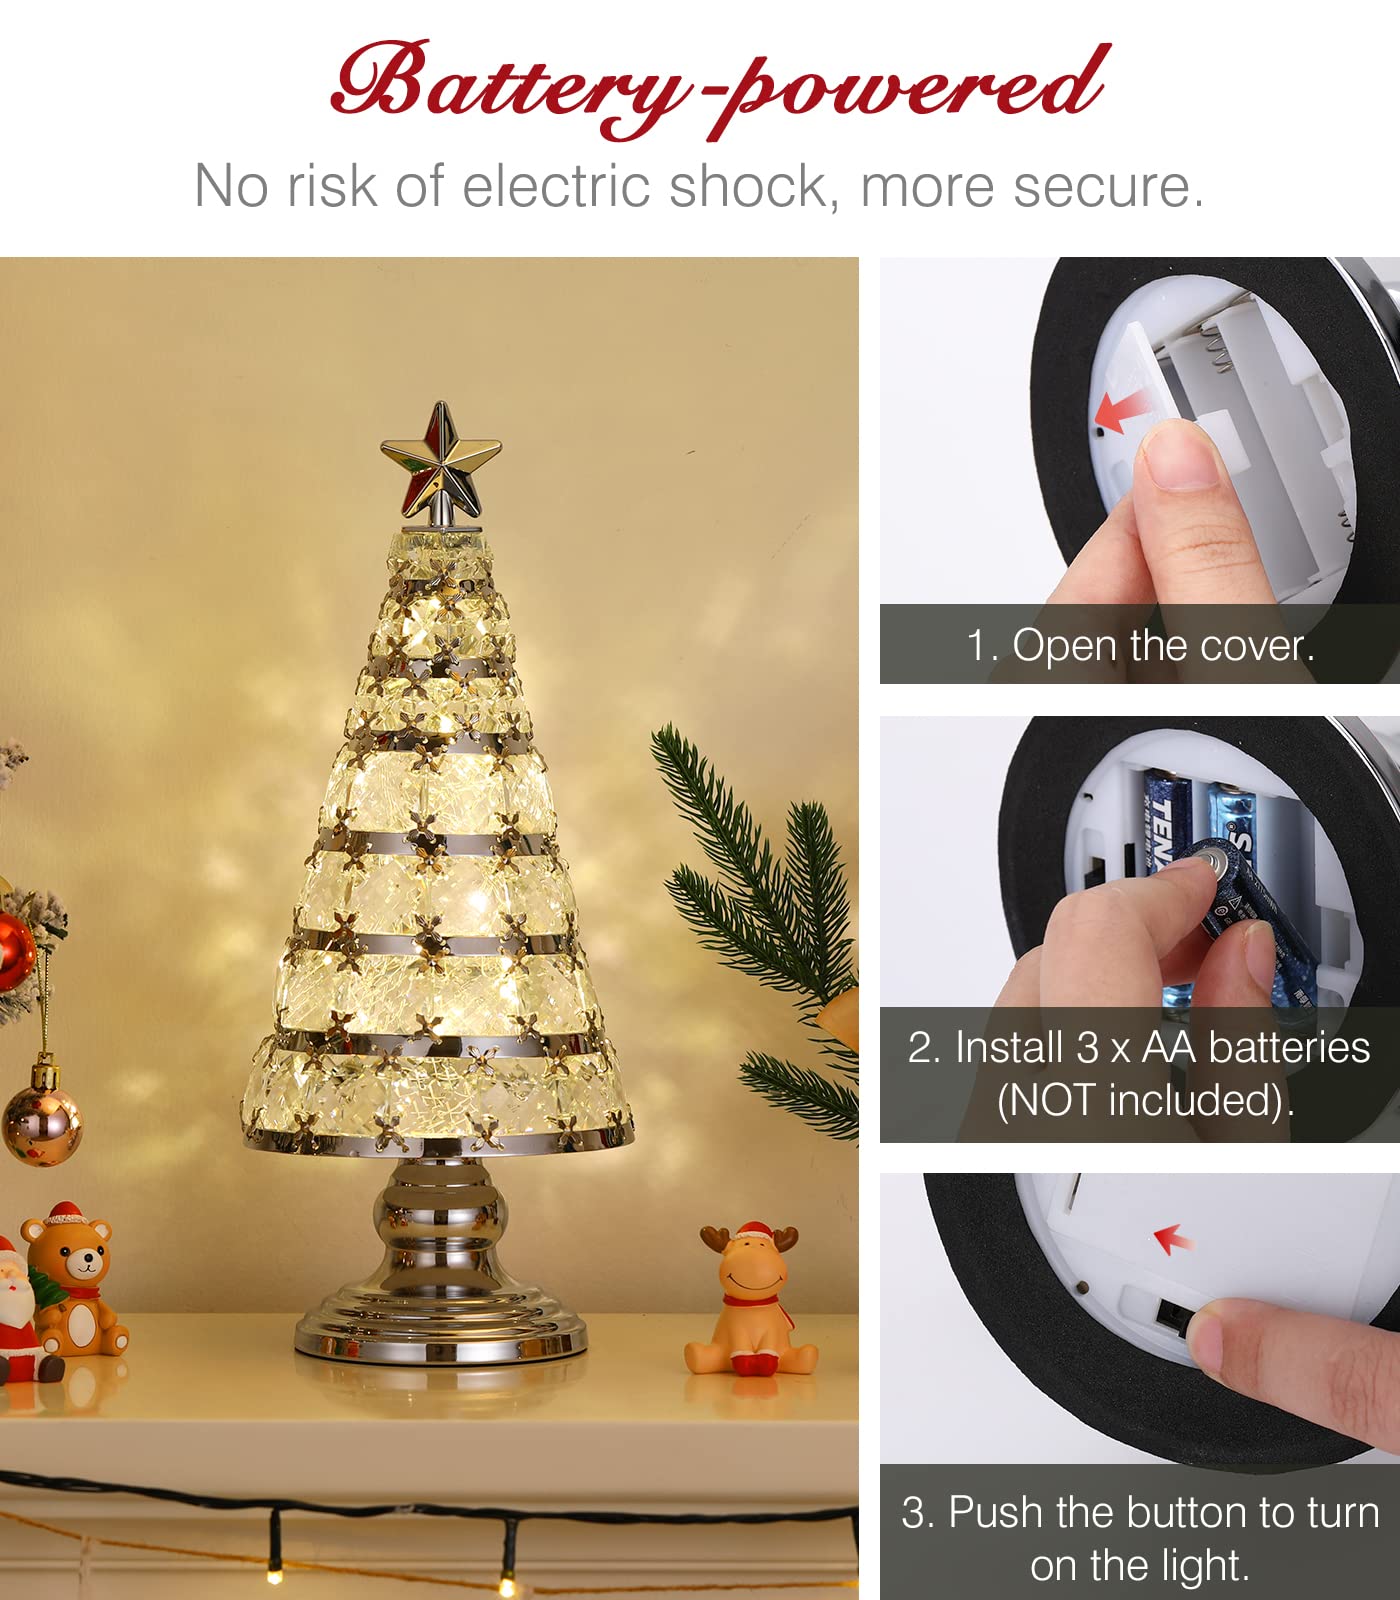 Battery-powered
No risk of electric shock, more secure.
1. Open the cover.
2. Install 3 x AA batteries
(NOT included).
3. Push the button to turn
on the light.